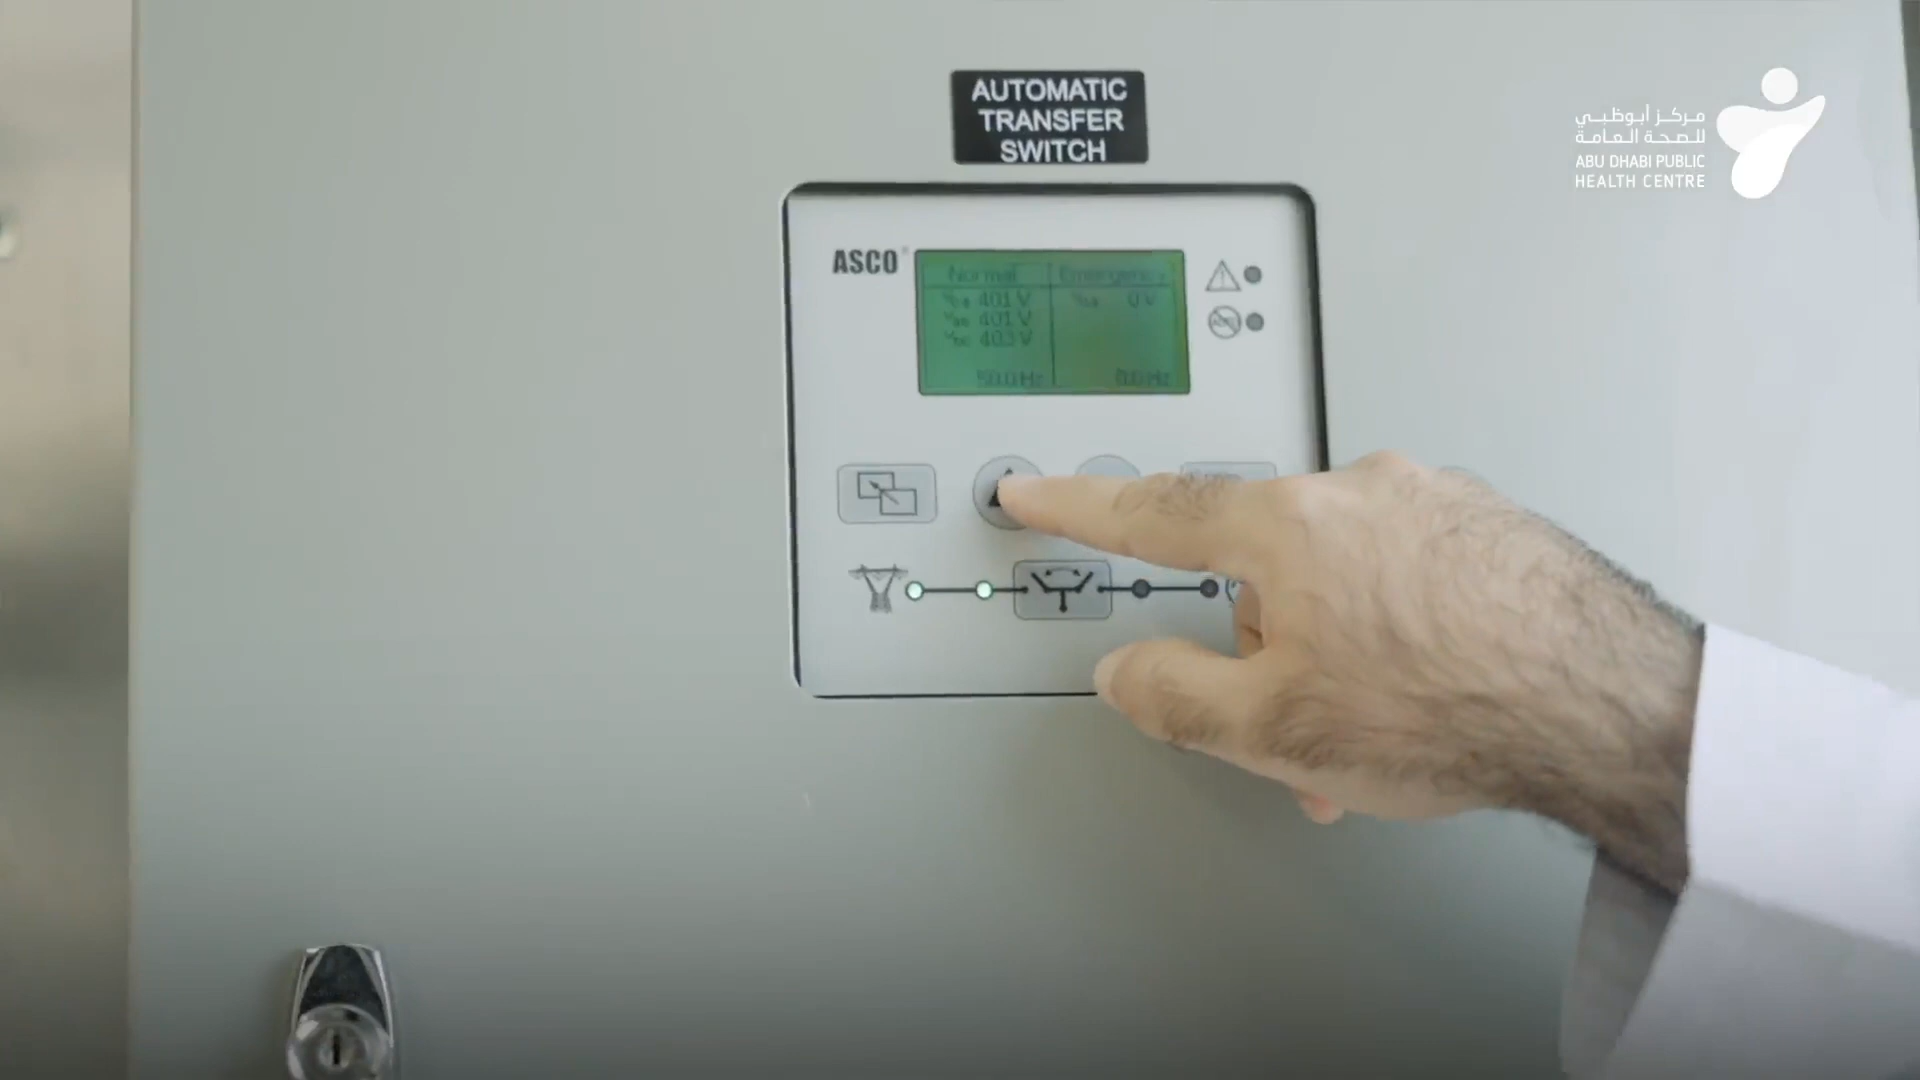 AUTOMATIC
TRANSFER
SWITCH
مركز أبوظبي
للصحة العامة
ABU DHABI PUBLIC
HEALTH CENTRE
ASCO
Normal Emergency
401 V 0 V
401 V
403 V
50.0 Hz 0.0 Hz